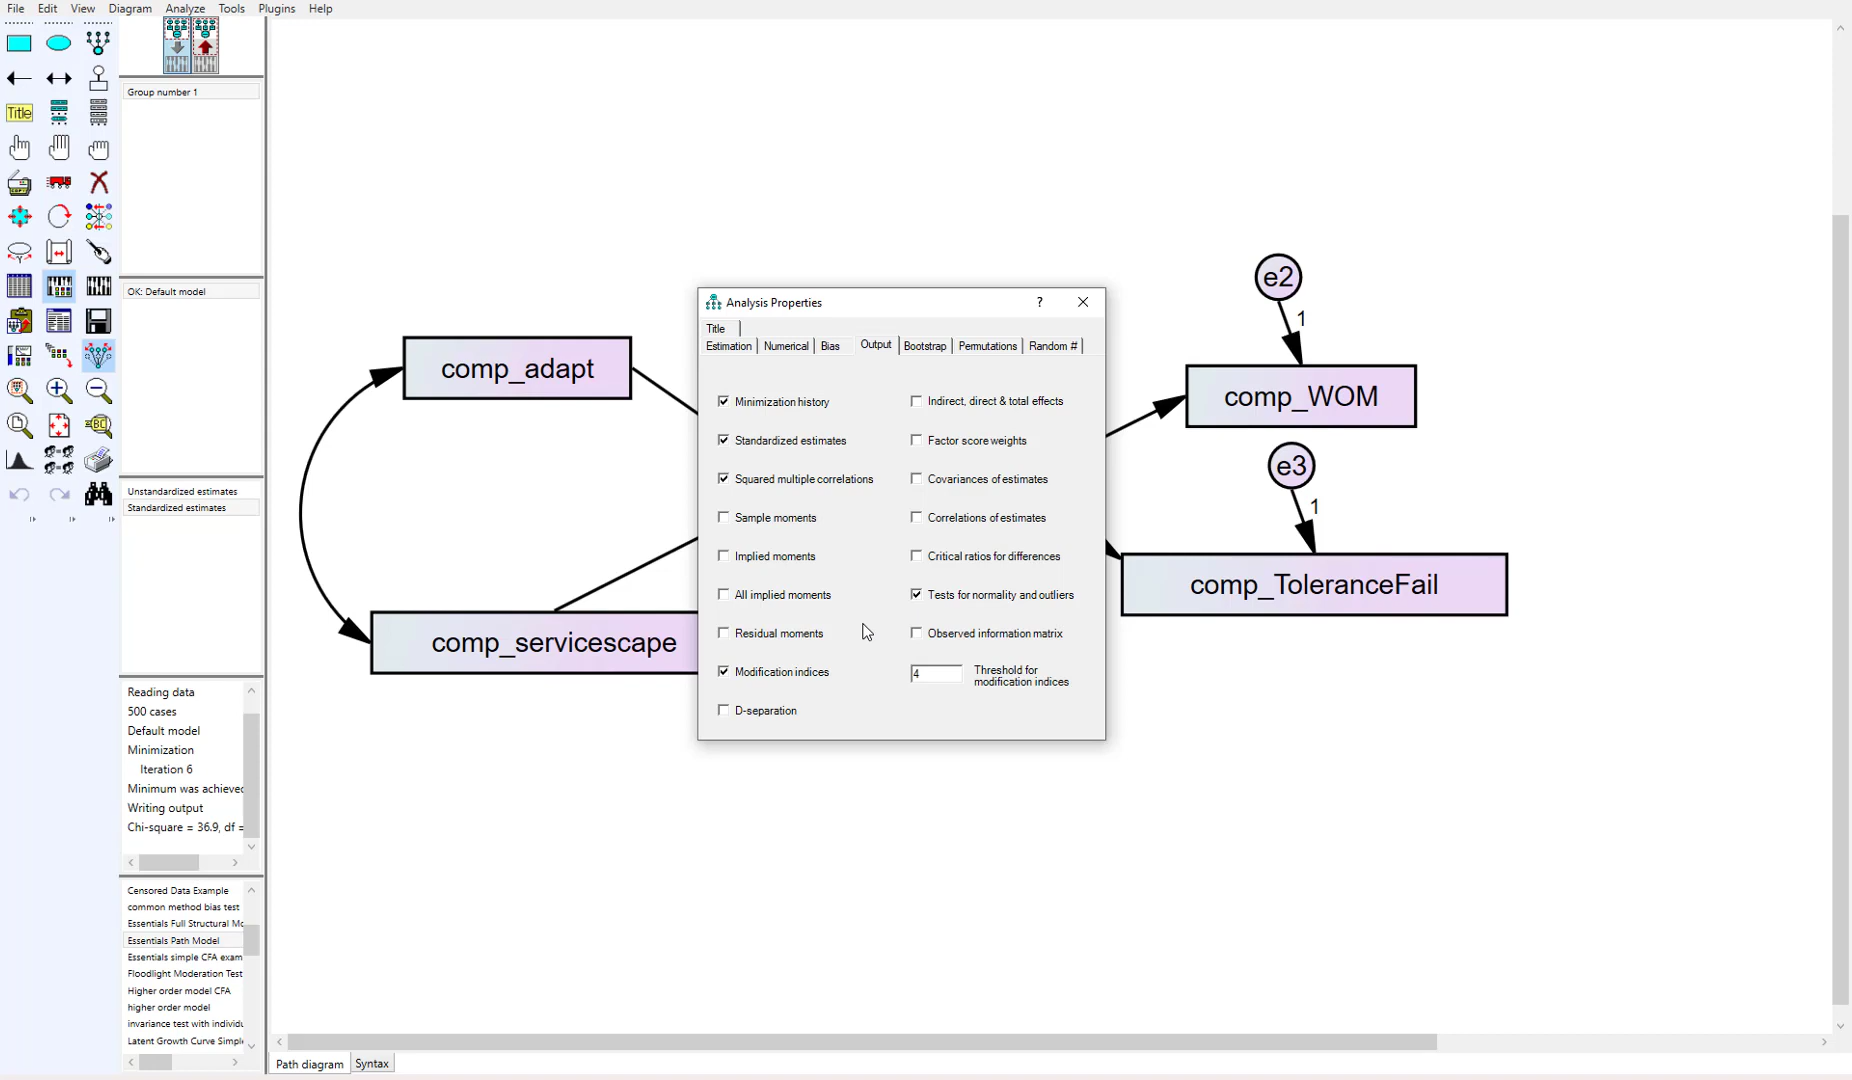 File Edit View Diagram Analyze Tools Plugins Help
Title
Group number 1
OK: Default model
Unstandardized estimates
Standardized estimates
Reading data
500 cases
Default model
Minimization
Iteration 6
Minimum was achieved
Writing output
Chi-square = 36.9, df =
Censored Data Example
common method bias test
Essentials Full Structural Mo
Essentials Path Model
Essentials simple CFA exam
Floodlight Moderation Test
Higher order model CFA
higher order model
invariance test with individu
Latent Growth Curve Simple
comp_adapt
comp_servicescape
Analysis Properties ?
Title
Estimation Numerical Bias Output Bootstrap Permutations Random #
Minimization history Indirect, direct & total effects
Standardized estimates Factor score weights
Squared multiple correlations Covariances of estimates
Sample moments Correlations of estimates
Implied moments Critical ratios for differences
All implied moments Tests for normality and outliers
Residual moments Observed information matrix
Modification indices 4 Threshold for
modification indices
D-separation
e2
1
comp_WOM
e3
1
comp_ToleranceFail
Path diagram Syntax